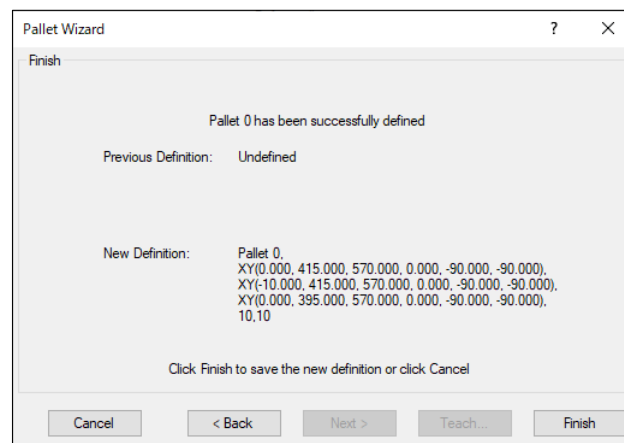 Pallet Wizard
Finish
Pallet 0 has been successfully defined
Previous Definition: Undefined
New Definition: Pallet 0,
XY(0.000, 415.000, 570.000, 0.000, -90.000, -90.000),
XY(-10.000, 415.000, 570.000, 0.000, -90.000, -90.000),
XY(0.000, 395.000, 570.000, 0.000, -90.000, -90.000),
10,10
Click Finish to save the new definition or click Cancel
Cancel < Back Next > Teach... Finish